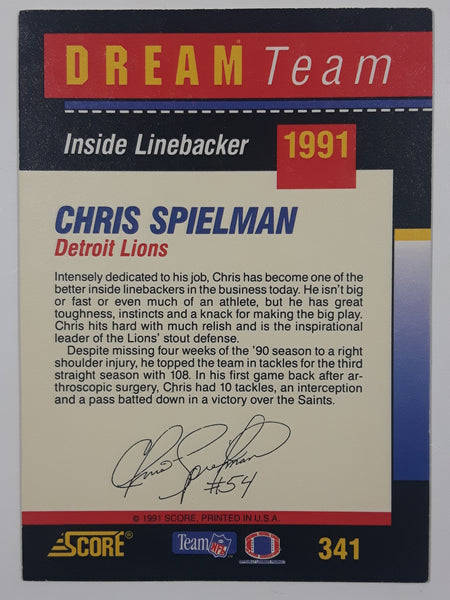 DREAM Team
Inside Linebacker 1991
CHRIS SPIELMAN
Detroit Lions
Intensely dedicated to his job, Chris has become one of the
better inside linebackers in the business today. He isn't big
or fast or even much of an athlete, but he has great
toughness, instincts and a knack for making the big play.
Chris hits hard with much relish and is the inspirational
leader of the Lions' stout defense.
Despite missing four weeks of the '90 season to a right
shoulder injury, he topped the team in tackles for the third
straight season with 108. In his first game back after ar-
throscopic surgery, Chris had 10 tackles, an interception
and a pass batted down in a victory over the Saints.
Chris Spielman
#54
© 1991 SCORE, PRINTED IN U.S.A.
SCORE® Team NFL 341